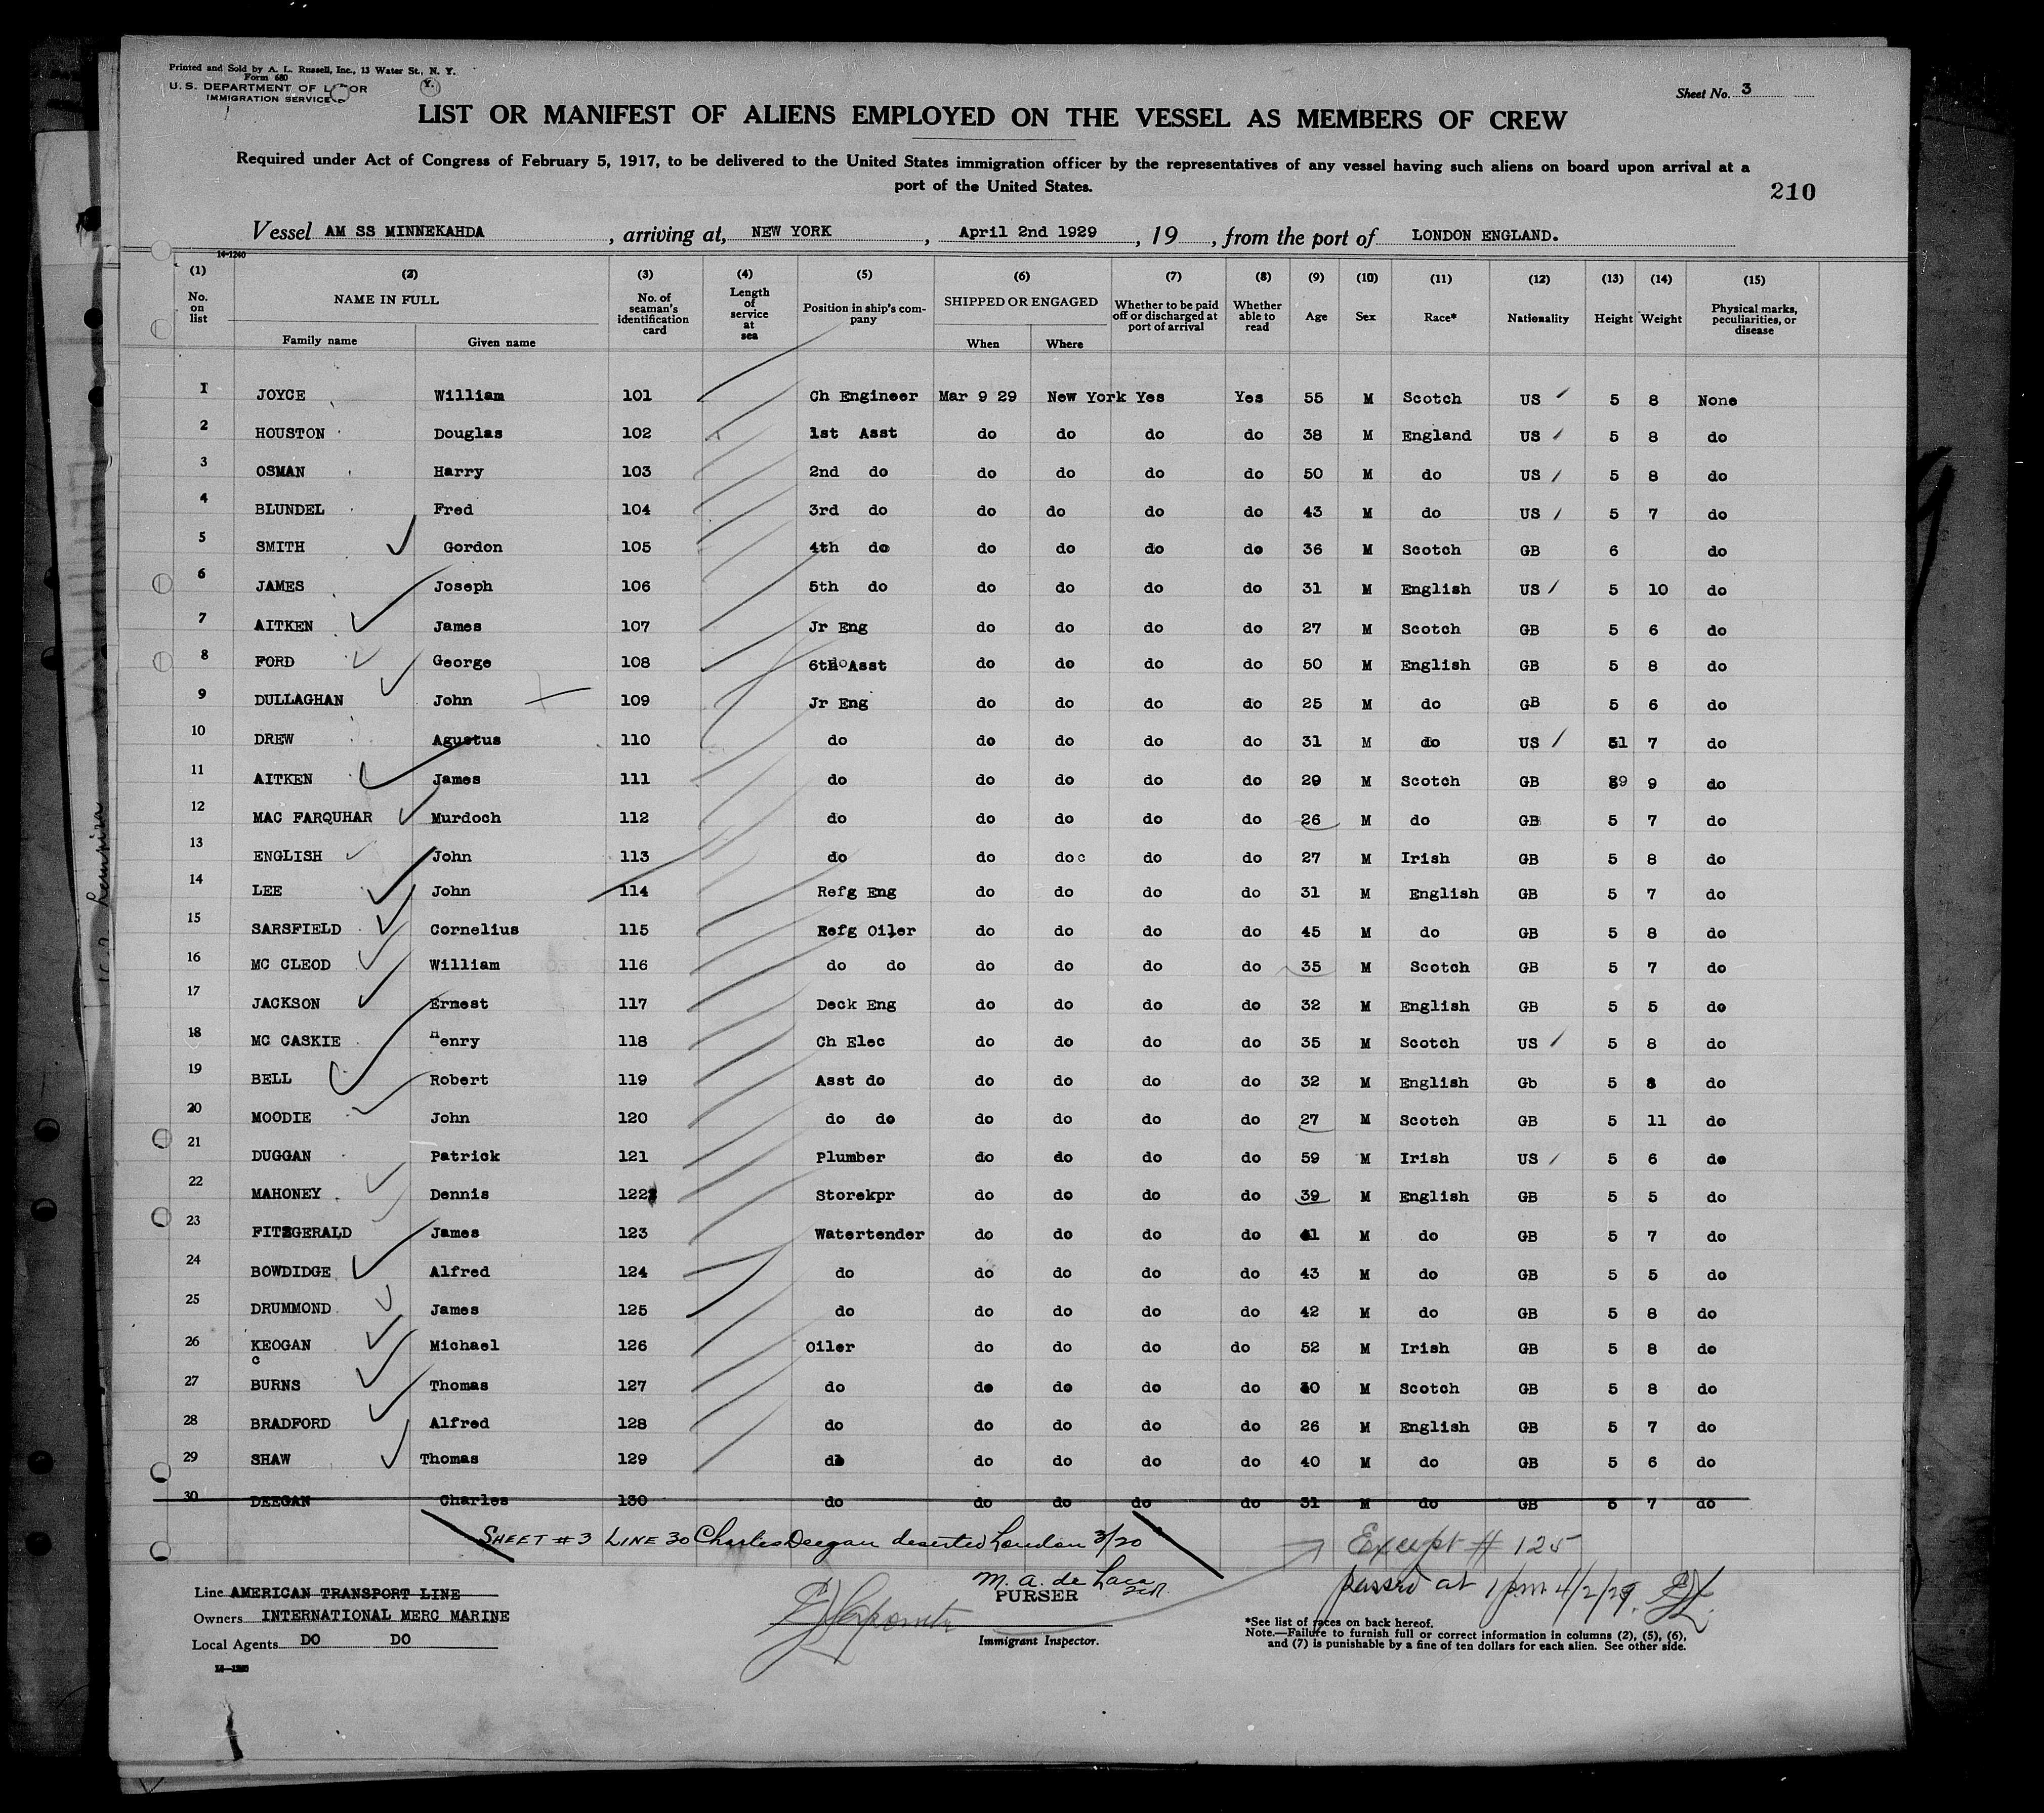 Printed and Sold by A. L. Russell, Inc., 13 Water St., N. Y.
Form 680
U. S. DEPARTMENT OF LABOR
IMMIGRATION SERVICE
Y.
Sheet No. 3
LIST OR MANIFEST OF ALIENS EMPLOYED ON THE VESSEL AS MEMBERS OF CREW
Required under Act of Congress of February 5, 1917, to be delivered to the United States immigration officer by the representatives of any vessel having such aliens on board upon arrival at a
port of the United States.
210
Vessel AM SS MINNEKAHDA, arriving at, NEW YORK, April 2nd 1929, 19, from the port of LONDON ENGLAND.
14-1240
(1) (2) (3) (4) (5) (6) (7) (8) (9) (10) (11) (12) (13) (14) (15)
No. on list NAME IN FULL No. of seaman's identification card Length of service at sea Position in ship's company SHIPPED OR ENGAGED Whether to be paid off or discharged at port of arrival Whether able to read Age Sex Race* Nationality Height Weight Physical marks, peculiarities, or disease
Family name Given name When Where
1 JOYCE William 101 Ch Engineer Mar 9 29 New York Yes Yes 55 M Scotch US 5 8 None
2 HOUSTON Douglas 102 1st Asst do do do do 38 M England US 5 8 do
3 OSMAN Harry 103 2nd do do do do do 50 M do US 5 8 do
4 BLUNDEL Fred 104 3rd do do do do do 43 M do US 5 7 do
5 SMITH Gordon 105 4th do do do do do 36 M Scotch GB 6 do
6 JAMES Joseph 106 5th do do do do do 31 M English US 5 10 do
7 AITKEN James 107 Jr Eng do do do do 27 M Scotch GB 5 6 do
8 FORD George 108 6th Asst do do do do 50 M English GB 5 8 do
9 DULLAGHAN John 109 Jr Eng do do do do 25 M do GB 5 6 do
10 DREW Agustus 110 do do do do do 31 M do US 7 do
11 AITKEN James 111 do do do do do 29 M Scotch GB 9 do
12 MAC FARQUHAR Murdoch 112 do do do do do 26 M do GB 5 7 do
13 ENGLISH John 113 do do do c do do 27 M Irish GB 5 8 do
14 LEE John 114 Refg Eng do do do do 31 M English GB 5 7 do
15 SARSFIELD Cornelius 115 Refg Oiler do do do do 45 M do GB 5 8 do
16 MC CLEOD William 116 do do do do do do 35 M Scotch GB 5 7 do
17 JACKSON Ernest 117 Deck Eng do do do do 32 M English GB 5 5 do
18 MC CASKIE Henry 118 Ch Elec do do do do 35 M Scotch US 5 8 do
19 BELL Robert 119 Asst do do do do do 32 M English Gb 5 8 do
20 MOODIE John 120 do do do do do do 27 M Scotch GB 5 11 do
21 DUGGAN Patrick 121 Plumber do do do do 59 M Irish US 5 6 do
22 MAHONEY Dennis 122 Storekpr do do do do 39 M English GB 5 5 do
23 FITZGERALD James 123 Watertender do do do do 41 M do GB 5 7 do
24 BOWDIDGE Alfred 124 do do do do do 43 M do GB 5 5 do
25 DRUMMOND James 125 do do do do do 42 M do GB 5 8 do
26 KEOGAN Michael 126 Oiler do do do do 52 M Irish GB 5 8 do
c
27 BURNS Thomas 127 do do do do do 30 M Scotch GB 5 8 do
28 BRADFORD Alfred 128 do do do do do 26 M English GB 5 7 do
29 SHAW Thomas 129 do do do do do 40 M do GB 5 6 do
30 DEEGAN Charles 130 do do do do do 31 M do GB 5 7 do
SHEET #3 LINE 30 Charles Deegan deserted London 3/20
Except # 125
passed at 1 pm 4/2/29.
M. A. de
PURSER
Line AMERICAN TRANSPORT LINE
Owners INTERNATIONAL MERC MARINE
Local Agents DO DO
Immigrant Inspector.
*See list of races on back hereof.
Note.—Failure to furnish full or correct information in columns (2), (5), (6),
and (7) is punishable by a fine of ten dollars for each alien. See other side.
14-1240